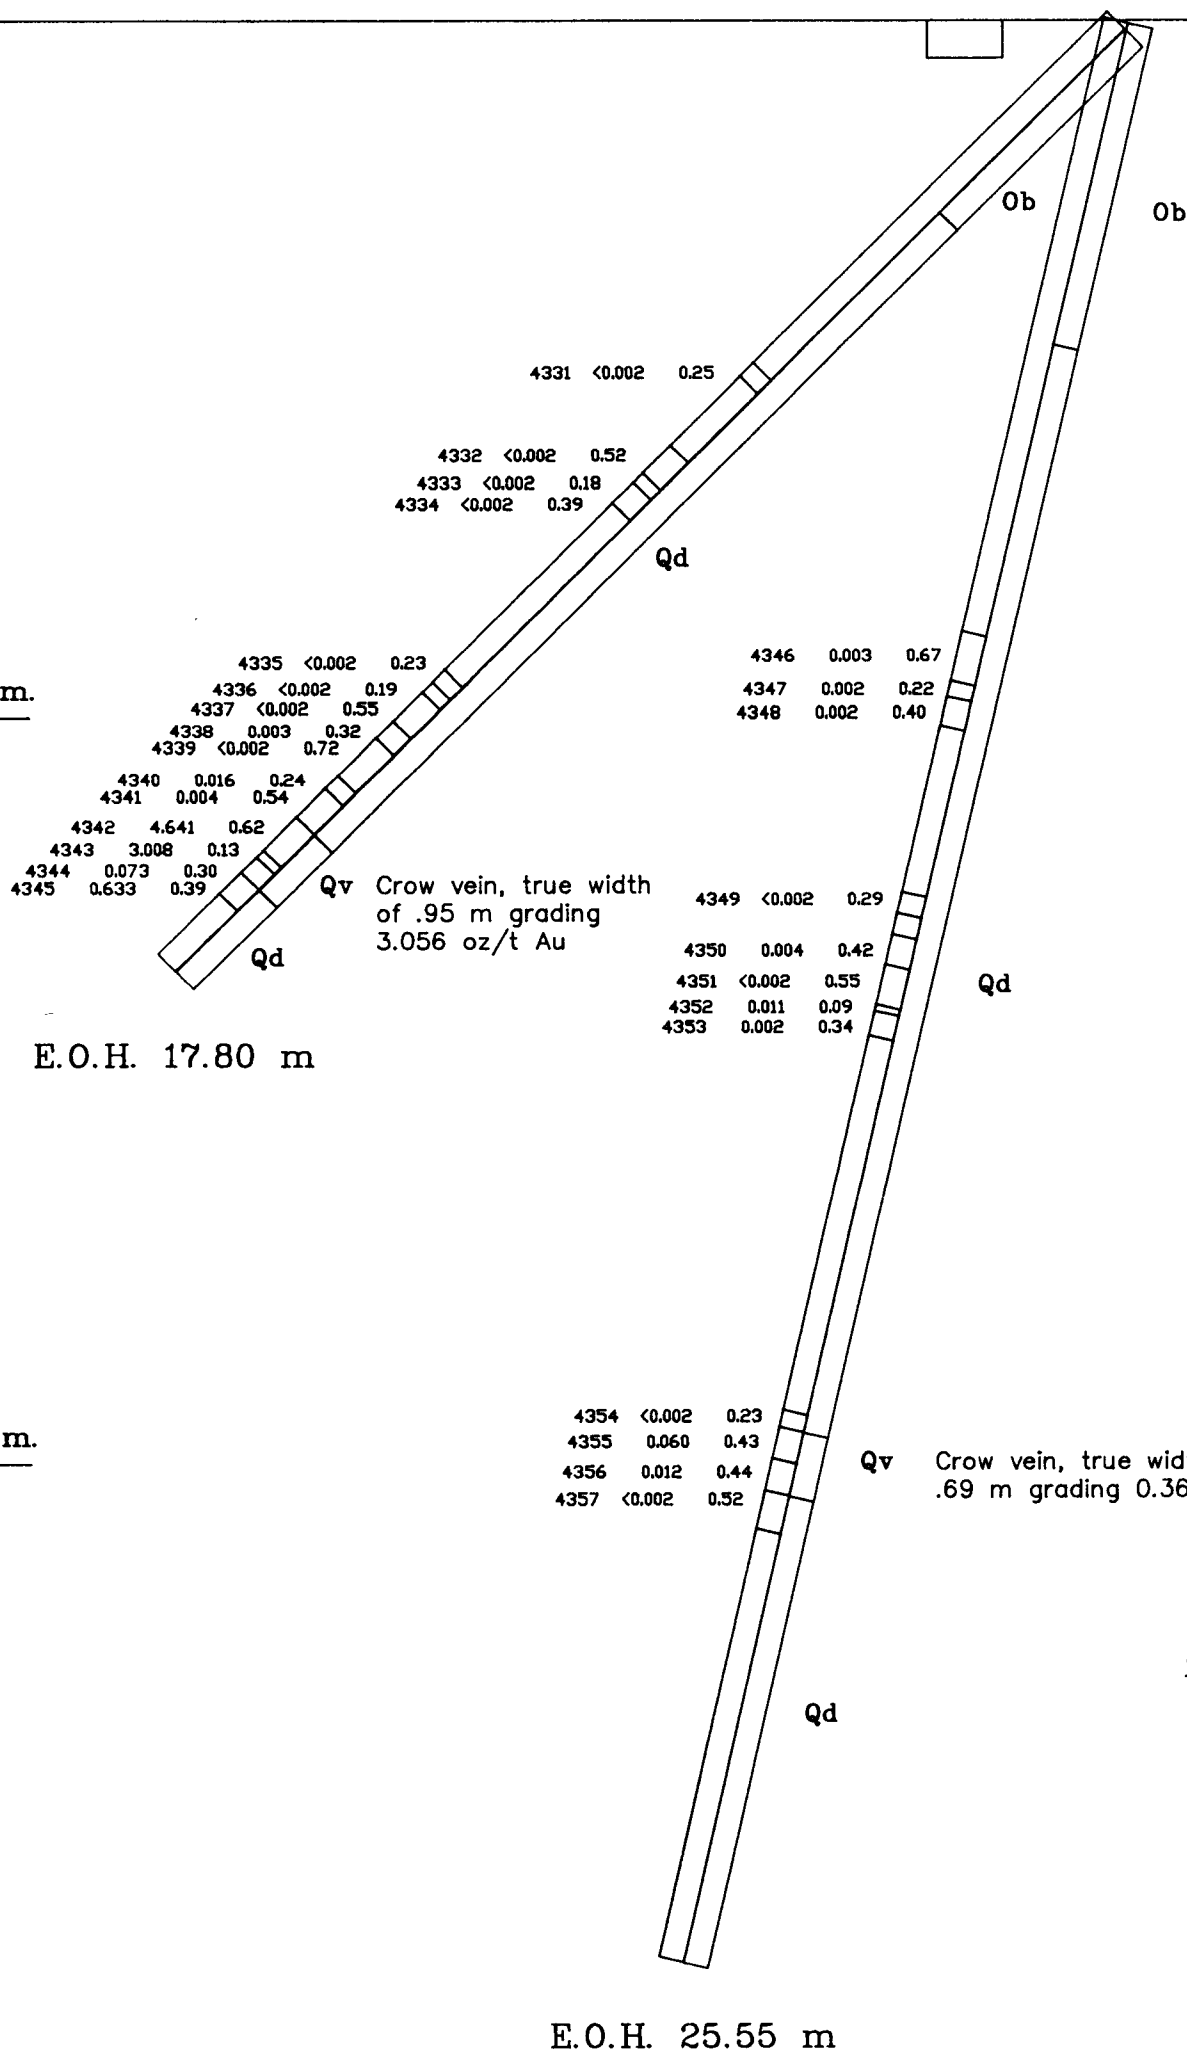 Ob
Ob
4331 <0.002 0.25
4332 <0.002 0.52
4333 <0.002 0.18
4334 <0.002 0.39
Qd
4335 <0.002 0.23
4336 <0.002 0.19
4337 <0.002 0.55
4338 0.003 0.32
4339 <0.002 0.72
4340 0.016 0.24
4341 0.004 0.54
4342 4.641 0.62
4343 3.008 0.13
4344 0.073 0.30
4345 0.633 0.39
m.
4346 0.003 0.67
4347 0.002 0.22
4348 0.002 0.40
Qv Crow vein, true width
of .95 m grading
3.056 oz/t Au
Qd
E.O.H. 17.80 m
4349 <0.002 0.29
4350 0.004 0.42
4351 <0.002 0.55
4352 0.011 0.09
4353 0.002 0.34
Qd
m.
4354 <0.002 0.23
4355 0.060 0.43
4356 0.012 0.44
4357 <0.002 0.52
Qv Crow vein, true wid
.69 m grading 0.36
Qd
E.O.H. 25.55 m